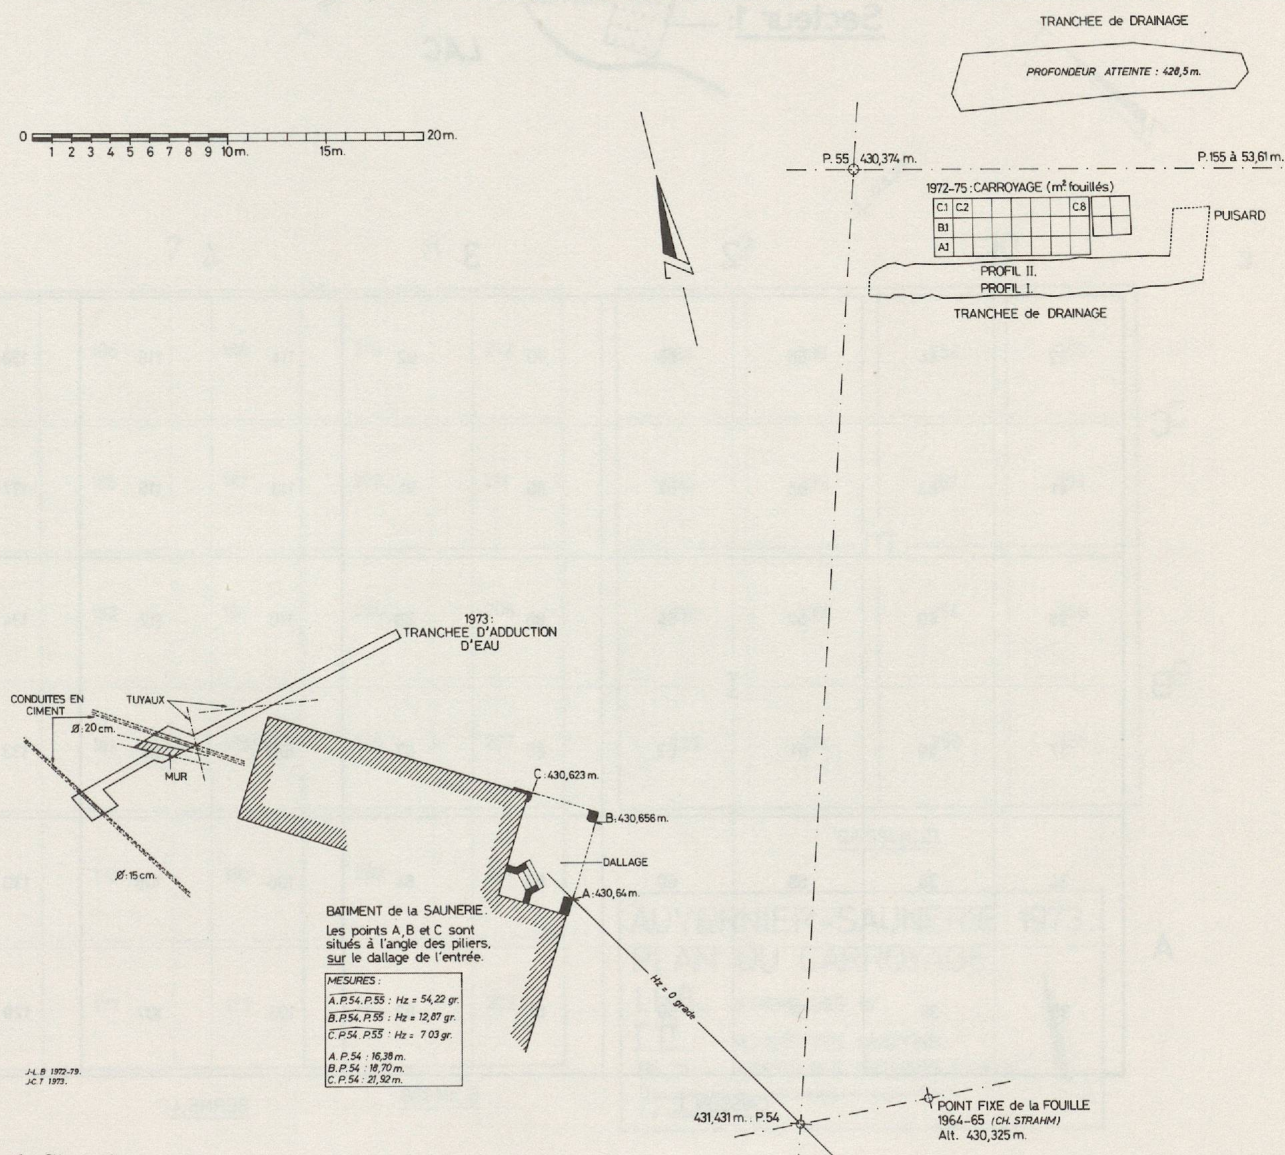 TRANCHEE de DRAINAGE
PROFONDEUR ATTEINTE : 428,5 m.
Secteur 1
LAC
0
20 m.
1 2 3 4 5 6 7 8 9 10m. 15m.
P. 55 430,374 m.
P.155 à 53,61 m.
1972-75 : CARROYAGE (m² fouillés)
C.1 C.2 C.8
B.1
A.1
PUISARD
PROFIL II.
PROFIL I.
TRANCHEE de DRAINAGE
1973 :
TRANCHEE D'ADDUCTION
D'EAU
CONDUITES EN
CIMENT
TUYAUX
Ø : 20 cm.
MUR
Ø : 15 cm.
C : 430,623 m.
B : 430,656 m.
DALLAGE
A : 430,64 m.
BATIMENT de la SAUNERIE.
Les points A, B et C sont
situés à l'angle des piliers,
sur le dallage de l'entrée.
MESURES :
A. P.54. P.55 : Hz = 54,22 gr.
B. P.54. P.55 : Hz = 12,87 gr.
C. P.54. P.55 : Hz = 7 03 gr.
A. P.54 : 16,38 m.
B. P.54 : 18,70 m.
C. P.54 : 21,92 m.
Hz = 0 grade
J-L. B 1972-79.
J.C. T 1973.
431,431 m. . P.54
POINT FIXE de la FOUILLE
1964-65 (CH. STRAHM)
Alt. 430,325 m.